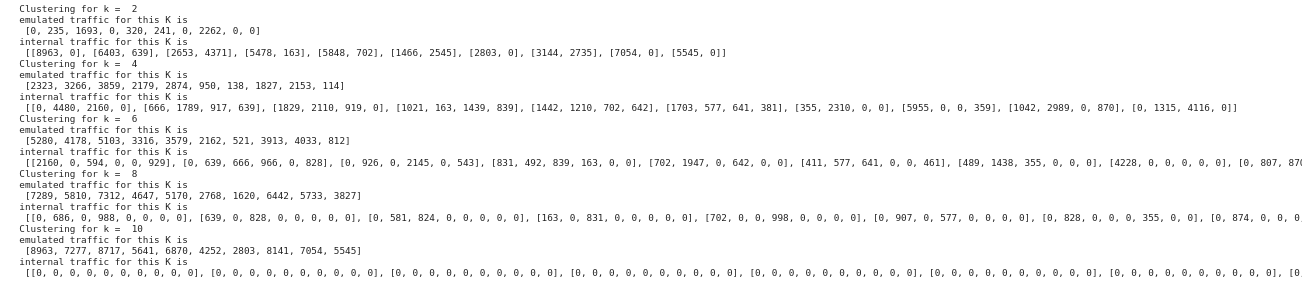 Clustering for k =  2
emulated traffic for this K is
[0, 235, 1693, 0, 320, 241, 0, 2262, 0, 0]
internal traffic for this K is
[[8963, 0], [6403, 639], [2653, 4371], [5478, 163], [5848, 702], [1466, 2545], [2803, 0], [3144, 2735], [7054, 0], [5545, 0]]
Clustering for k =  4
emulated traffic for this K is
[2323, 3266, 3859, 2179, 2874, 950, 138, 1827, 2153, 114]
internal traffic for this K is
[[0, 4480, 2160, 0], [666, 1789, 917, 639], [1829, 2110, 919, 0], [1021, 163, 1439, 839], [1442, 1210, 702, 642], [1703, 577, 641, 381], [355, 2310, 0, 0], [5955, 0, 0, 359], [1042, 2989, 0, 870], [0, 1315, 4116, 0]]
Clustering for k =  6
emulated traffic for this K is
[5280, 4178, 5103, 3316, 3579, 2162, 521, 3913, 4033, 812]
internal traffic for this K is
[[2160, 0, 594, 0, 0, 929], [0, 639, 666, 966, 0, 828], [0, 926, 0, 2145, 0, 543], [831, 492, 839, 163, 0, 0], [702, 1947, 0, 642, 0, 0], [411, 577, 641, 0, 0, 461], [489, 1438, 355, 0, 0, 0], [4228, 0, 0, 0, 0, 0], [0, 807, 870
Clustering for k =  8
emulated traffic for this K is
[7289, 5810, 7312, 4647, 5170, 2768, 1620, 6442, 5733, 3827]
internal traffic for this K is
[[0, 686, 0, 988, 0, 0, 0, 0], [639, 0, 828, 0, 0, 0, 0, 0], [0, 581, 824, 0, 0, 0, 0, 0], [163, 0, 831, 0, 0, 0, 0, 0], [702, 0, 0, 998, 0, 0, 0, 0], [0, 907, 0, 577, 0, 0, 0, 0], [0, 828, 0, 0, 0, 355, 0, 0], [0, 874, 0, 0, 0,
Clustering for k =  10
emulated traffic for this K is
[8963, 7277, 8717, 5641, 6870, 4252, 2803, 8141, 7054, 5545]
internal traffic for this K is
[[0, 0, 0, 0, 0, 0, 0, 0, 0, 0], [0, 0, 0, 0, 0, 0, 0, 0, 0, 0], [0, 0, 0, 0, 0, 0, 0, 0, 0, 0], [0, 0, 0, 0, 0, 0, 0, 0, 0, 0], [0, 0, 0, 0, 0, 0, 0, 0, 0, 0], [0, 0, 0, 0, 0, 0, 0, 0, 0, 0], [0, 0, 0, 0, 0, 0, 0, 0, 0, 0], [0,